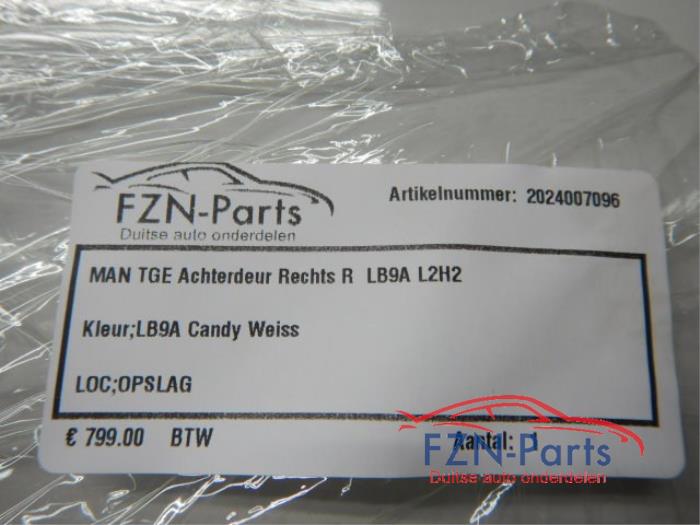 FZN-Parts
Duitse auto onderdelen
Artikelnummer: 2024007096
MAN TGE Achterdeur Rechts R LB9A L2H2
Kleur;LB9A Candy Weiss
LOC;OPSLAG
€ 799.00 BTW Aantal: 1
FZN-Parts
Duitse auto onderdelen